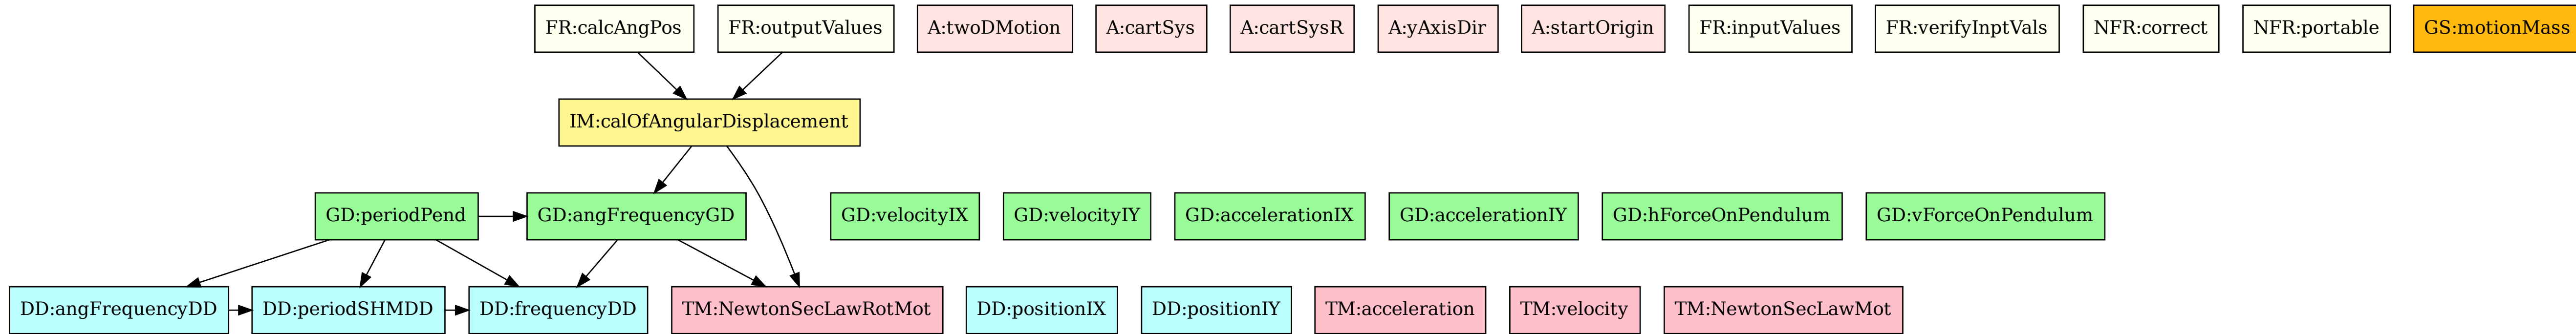 FR:calcAngPos
FR:outputValues
A:twoDMotion
A:cartSys
A:cartSysR
A:yAxisDir
A:startOrigin
FR:inputValues
FR:verifyInptVals
NFR:correct
NFR:portable
GS:motionMass
IM:calOfAngularDisplacement
GD:periodPend
GD:angFrequencyGD
GD:velocityIX
GD:velocityIY
GD:accelerationIX
GD:accelerationIY
GD:hForceOnPendulum
GD:vForceOnPendulum
DD:angFrequencyDD
DD:periodSHMDD
DD:frequencyDD
TM:NewtonSecLawRotMot
DD:positionIX
DD:positionIY
TM:acceleration
TM:velocity
TM:NewtonSecLawMot